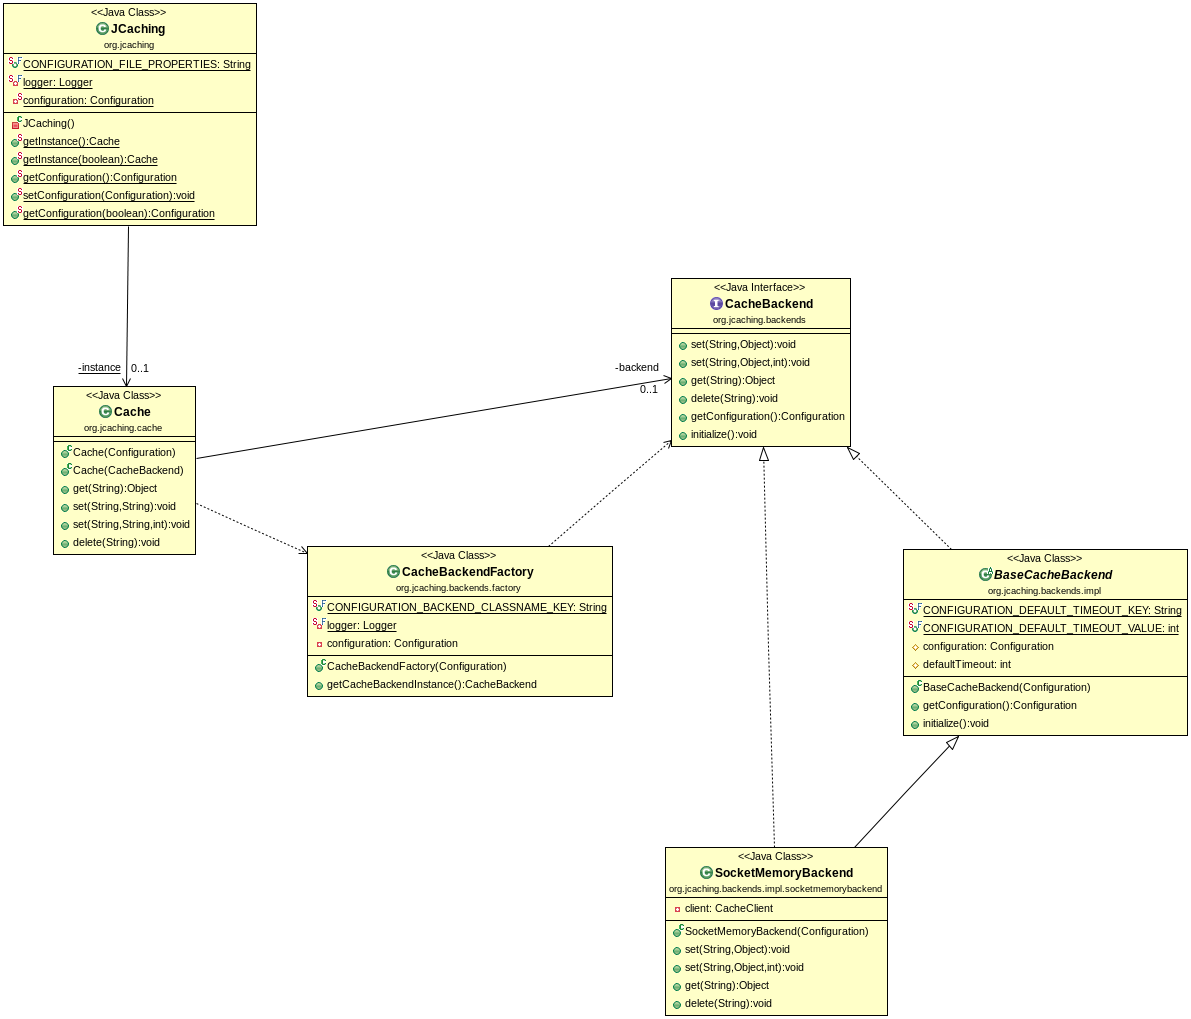 <<Java Class>>
JCaching
org.jcaching
CONFIGURATION_FILE_PROPERTIES: String
logger: Logger
configuration: Configuration
JCaching()
getInstance():Cache
getInstance(boolean):Cache
getConfiguration():Configuration
setConfiguration(Configuration):void
getConfiguration(boolean):Configuration
-instance
0..1
<<Java Class>>
Cache
org.jcaching.cache
Cache(Configuration)
Cache(CacheBackend)
get(String):Object
set(String,String):void
set(String,String,int):void
delete(String):void
-backend
0..1
<<Java Interface>>
CacheBackend
org.jcaching.backends
set(String,Object):void
set(String,Object,int):void
get(String):Object
delete(String):void
getConfiguration():Configuration
initialize():void
<<Java Class>>
CacheBackendFactory
org.jcaching.backends.factory
CONFIGURATION_BACKEND_CLASSNAME_KEY: String
logger: Logger
configuration: Configuration
CacheBackendFactory(Configuration)
getCacheBackendInstance():CacheBackend
<<Java Class>>
BaseCacheBackend
org.jcaching.backends.impl
CONFIGURATION_DEFAULT_TIMEOUT_KEY: String
CONFIGURATION_DEFAULT_TIMEOUT_VALUE: int
configuration: Configuration
defaultTimeout: int
BaseCacheBackend(Configuration)
getConfiguration():Configuration
initialize():void
<<Java Class>>
SocketMemoryBackend
org.jcaching.backends.impl.socketmemorybackend
client: CacheClient
SocketMemoryBackend(Configuration)
set(String,Object):void
set(String,Object,int):void
get(String):Object
delete(String):void